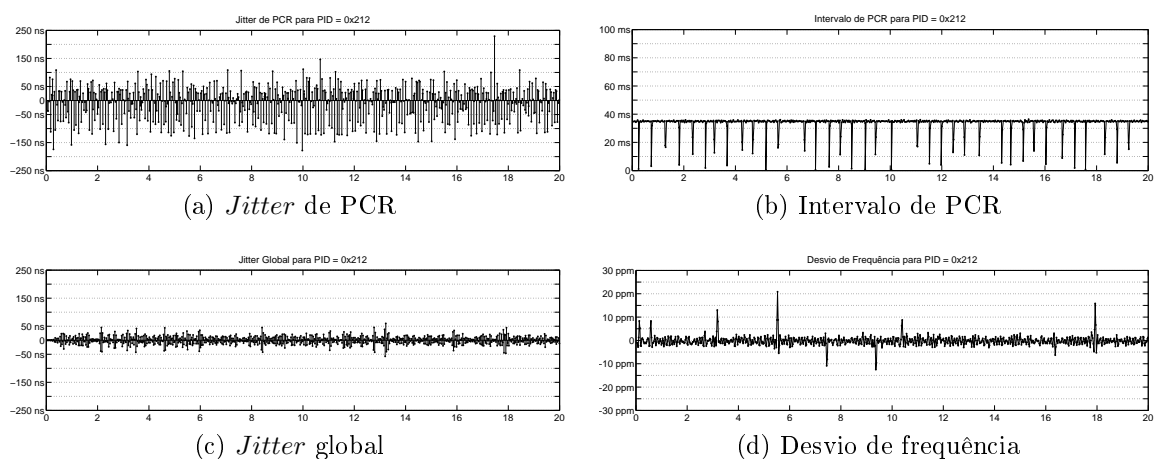 Jitter de PCR para PID = 0x212
250 ns
150 ns
50 ns
0
−50 ns
−150 ns
−250 ns
0 2 4 6 8 10 12 14 16 18 20
(a) Jitter de PCR
Intervalo de PCR para PID = 0x212
100 ms
80 ms
60 ms
40 ms
20 ms
0
0 2 4 6 8 10 12 14 16 18 20
(b) Intervalo de PCR
Jitter Global para PID = 0x212
250 ns
150 ns
50 ns
0
−50 ns
−150 ns
−250 ns
0 2 4 6 8 10 12 14 16 18 20
(c) Jitter global
Desvio de Frequência para PID = 0x212
30 ppm
20 ppm
10 ppm
0
-10 ppm
-20 ppm
-30 ppm
0 2 4 6 8 10 12 14 16 18 20
(d) Desvio de frequência